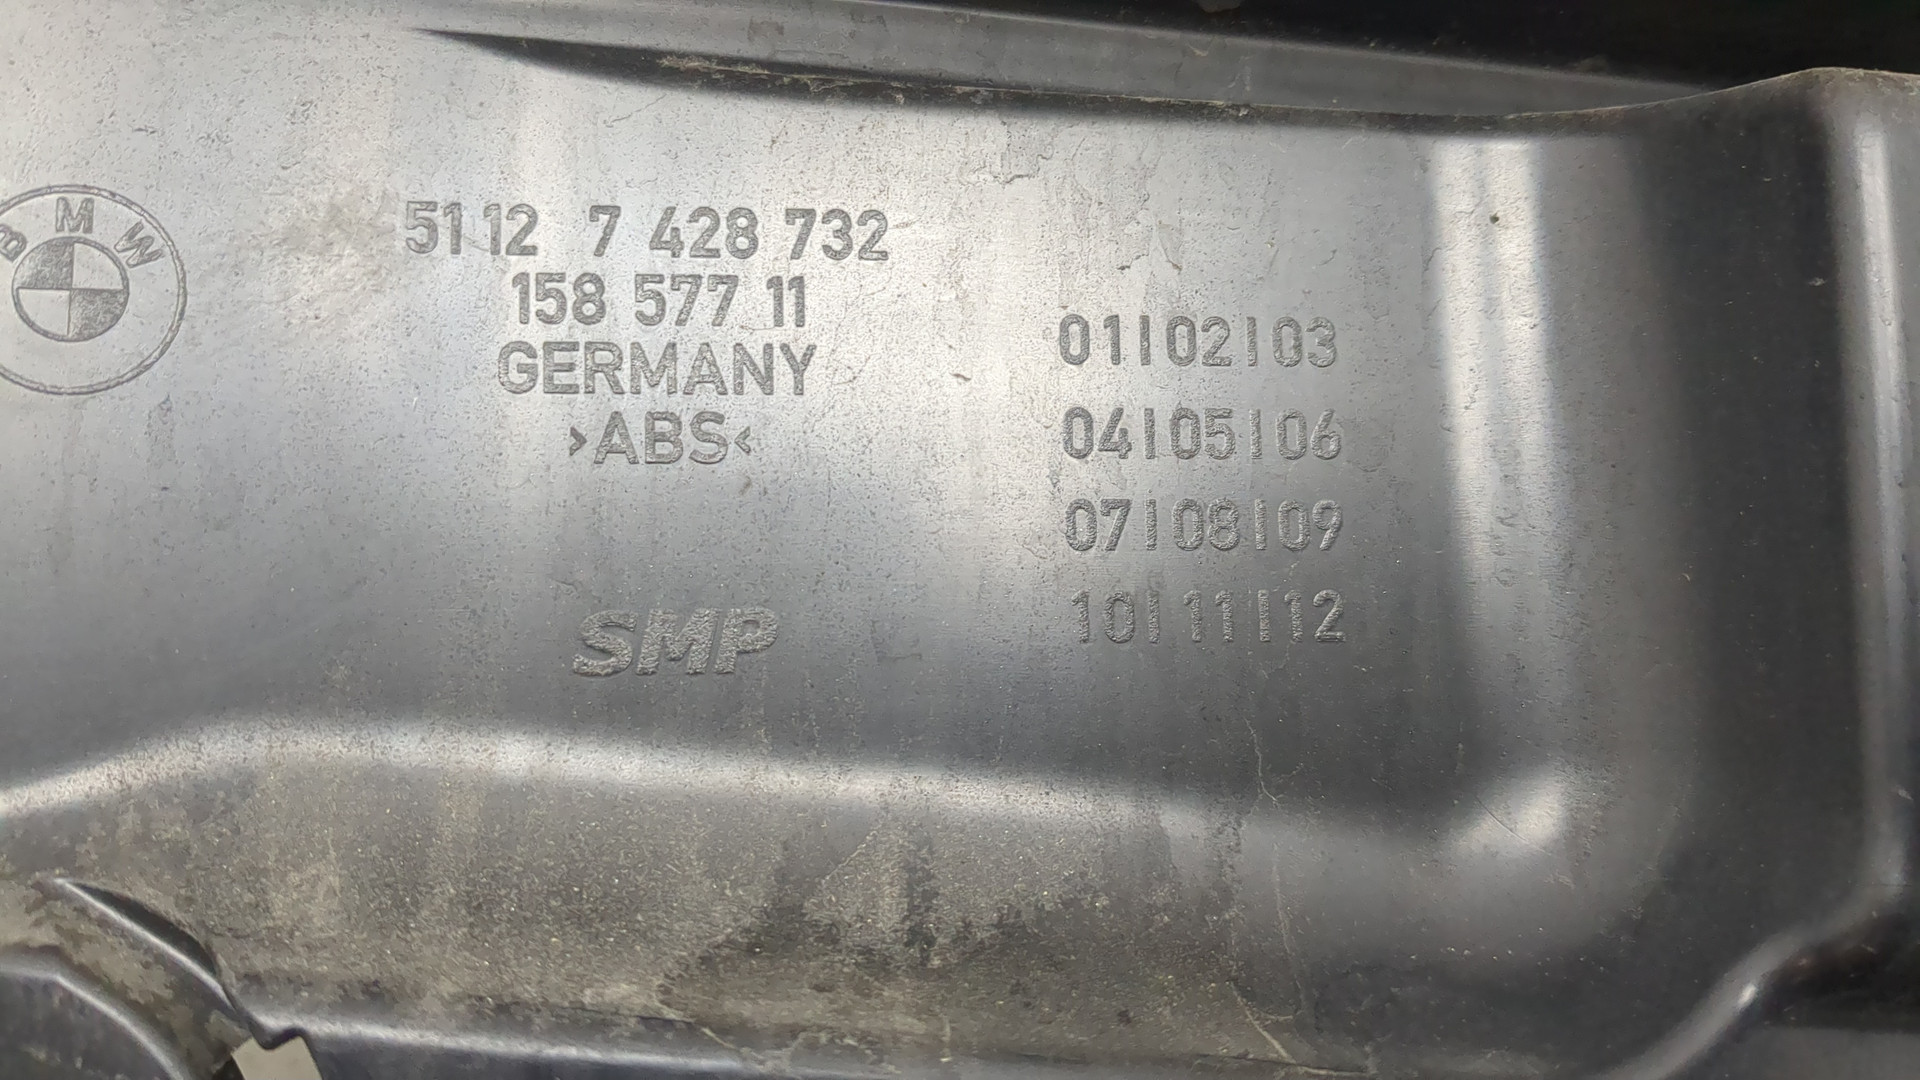 BMW
51 12 7 428 732
158 577 11
GERMANY
>ABS<
SMP
01|02|03
04|05|06
07|08|09
10|11|12